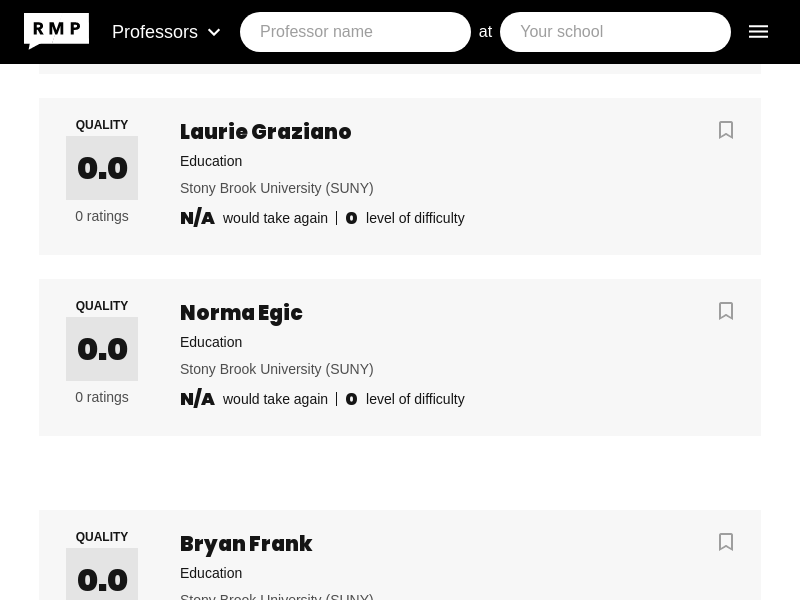 RMP Professors Professor name at Your school
QUALITY
0.0
0 ratings
Laurie Graziano
Education
Stony Brook University (SUNY)
N/A would take again | 0 level of difficulty
QUALITY
0.0
0 ratings
Norma Egic
Education
Stony Brook University (SUNY)
N/A would take again | 0 level of difficulty
QUALITY
0.0
Bryan Frank
Education
Stony Brook University (SUNY)